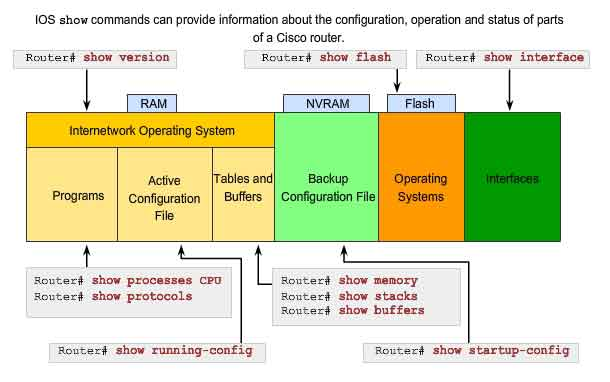 IOS show commands can provide information about the configuration, operation and status of parts
of a Cisco router.
Router# show version
Router# show flash
Router# show interface
RAM
NVRAM
Flash
Internetwork Operating System
Programs
Active
Configuration
File
Tables and
Buffers
Backup
Configuration File
Operating
Systems
Interfaces
Router# show processes CPU
Router# show protocols
Router# show memory
Router# show stacks
Router# show buffers
Router# show running-config
Router# show startup-config